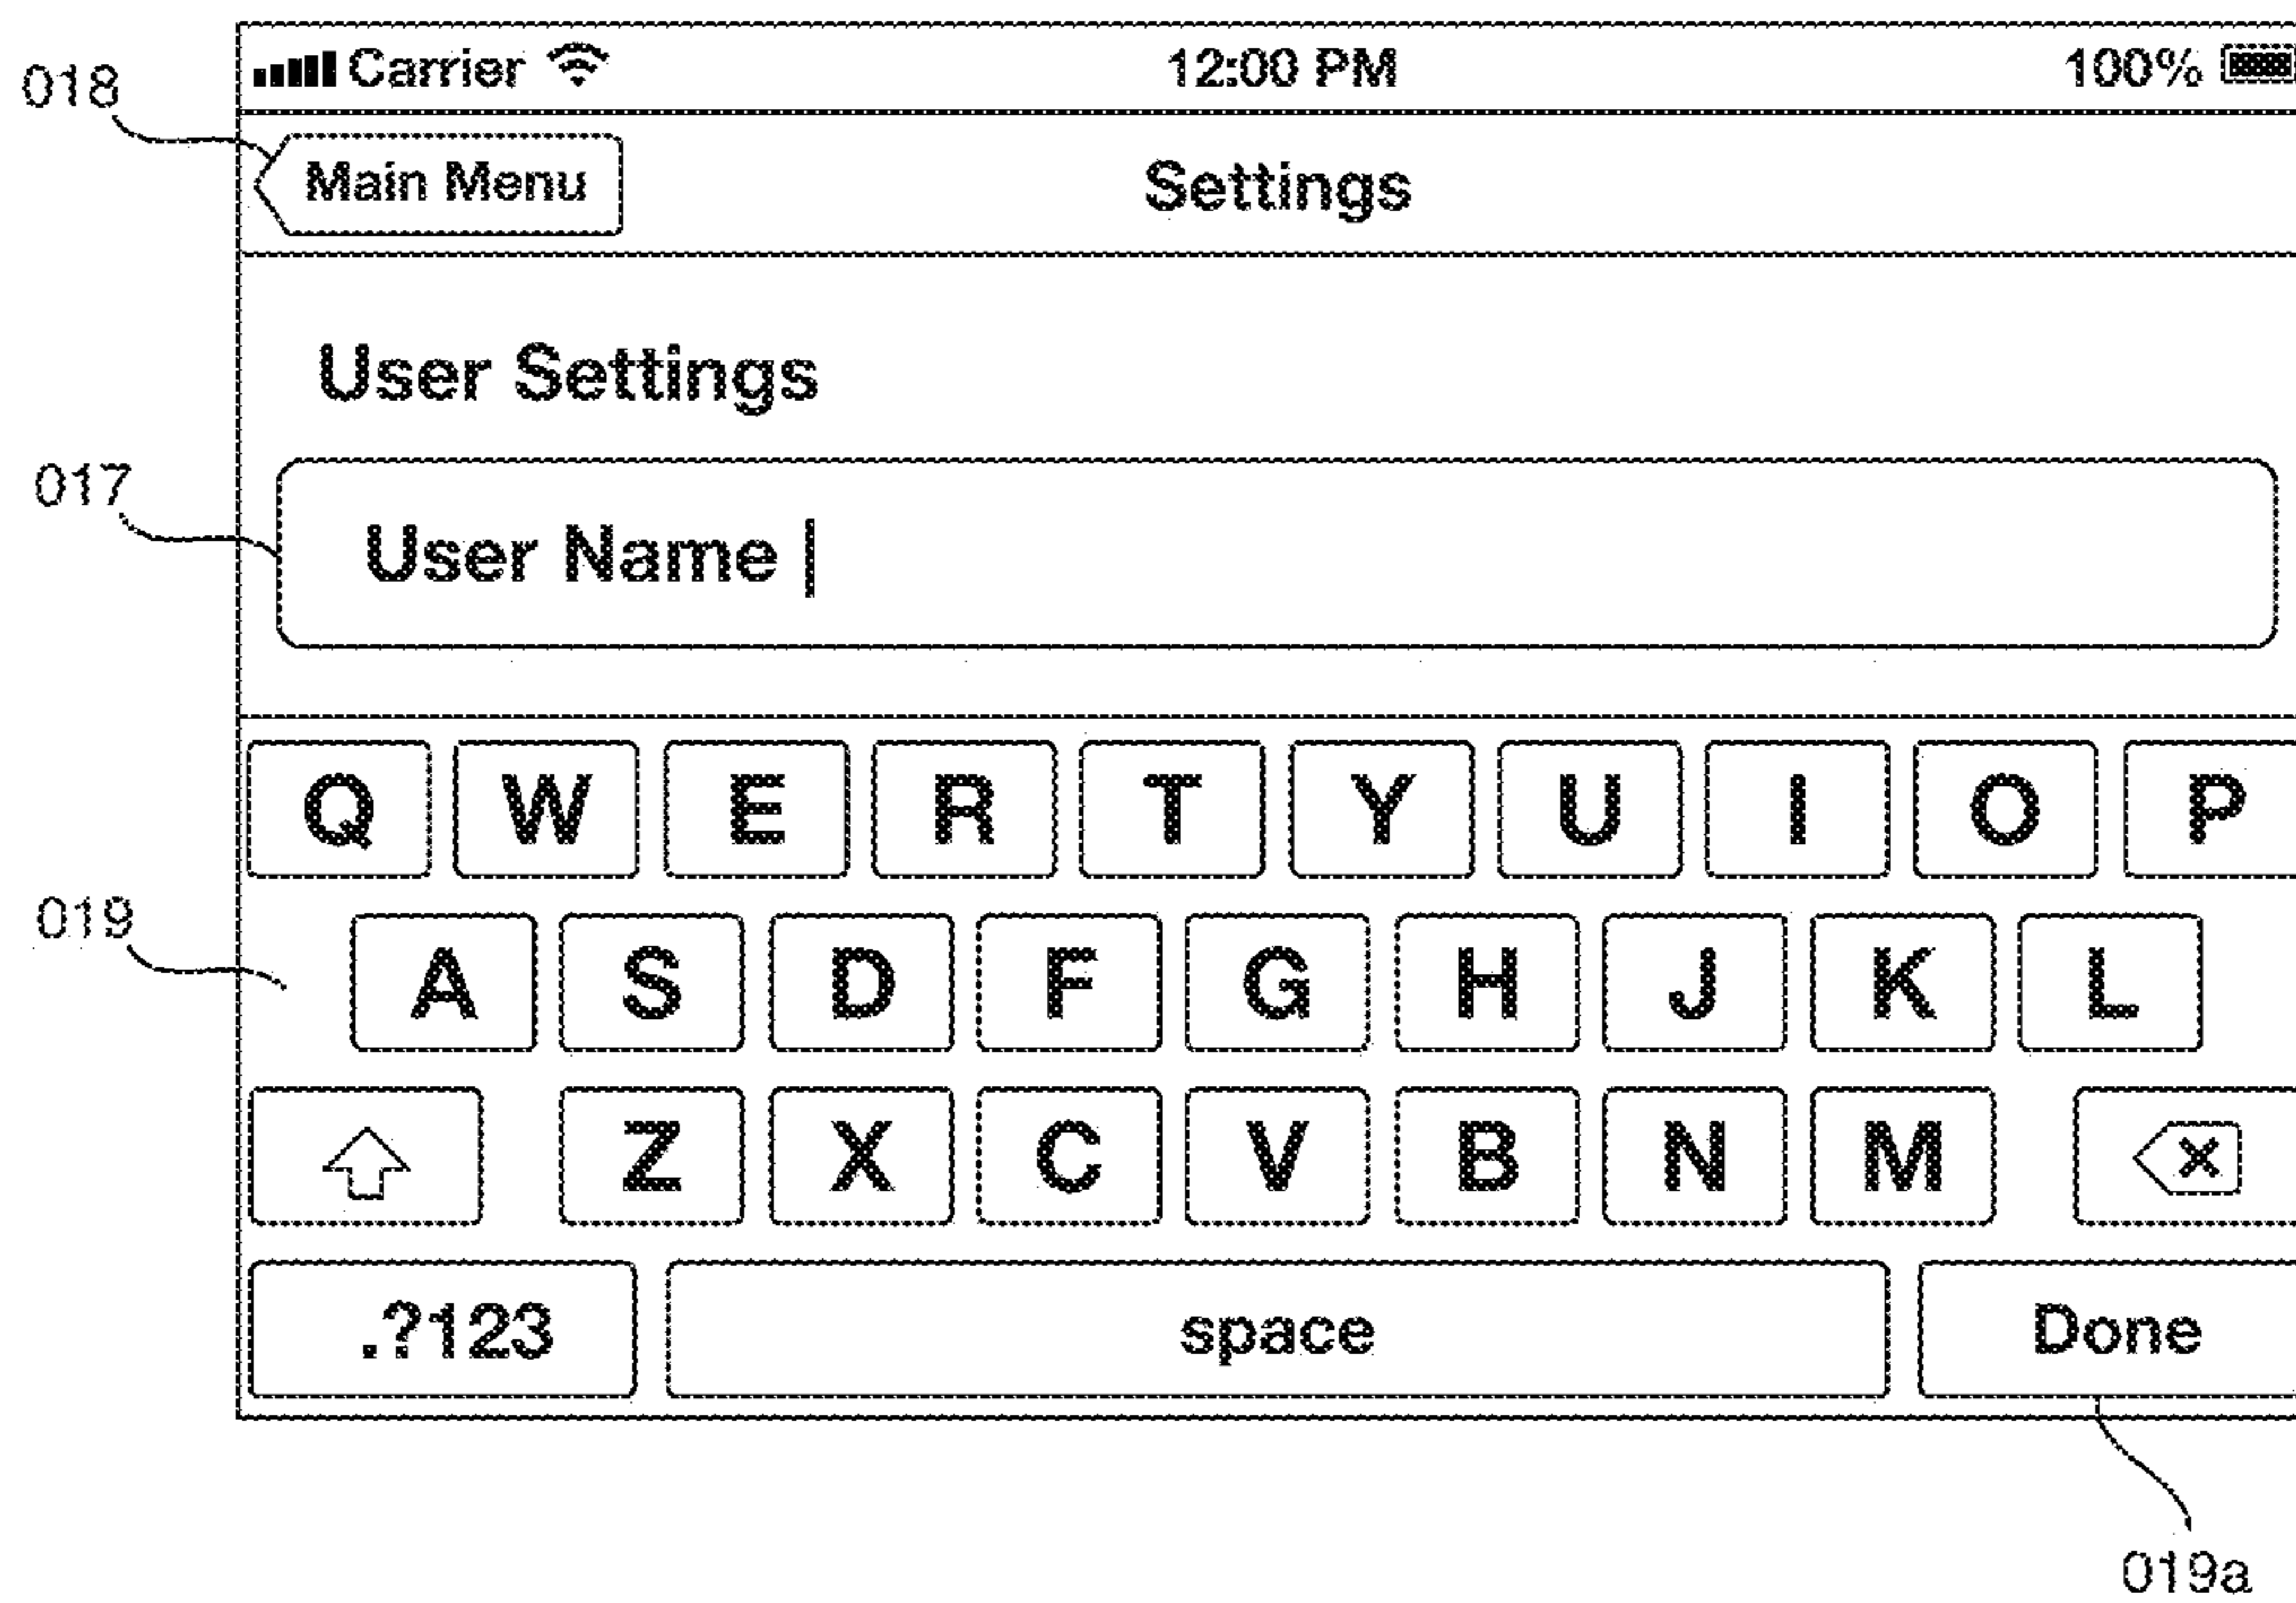 Carrier 12:00 PM 100%
018
Main Menu Settings
User Settings
017
User Name
Q W E R T Y U I O P
019
A S D F G H J K L
Z X C V B N M
.?123 space Done
019a